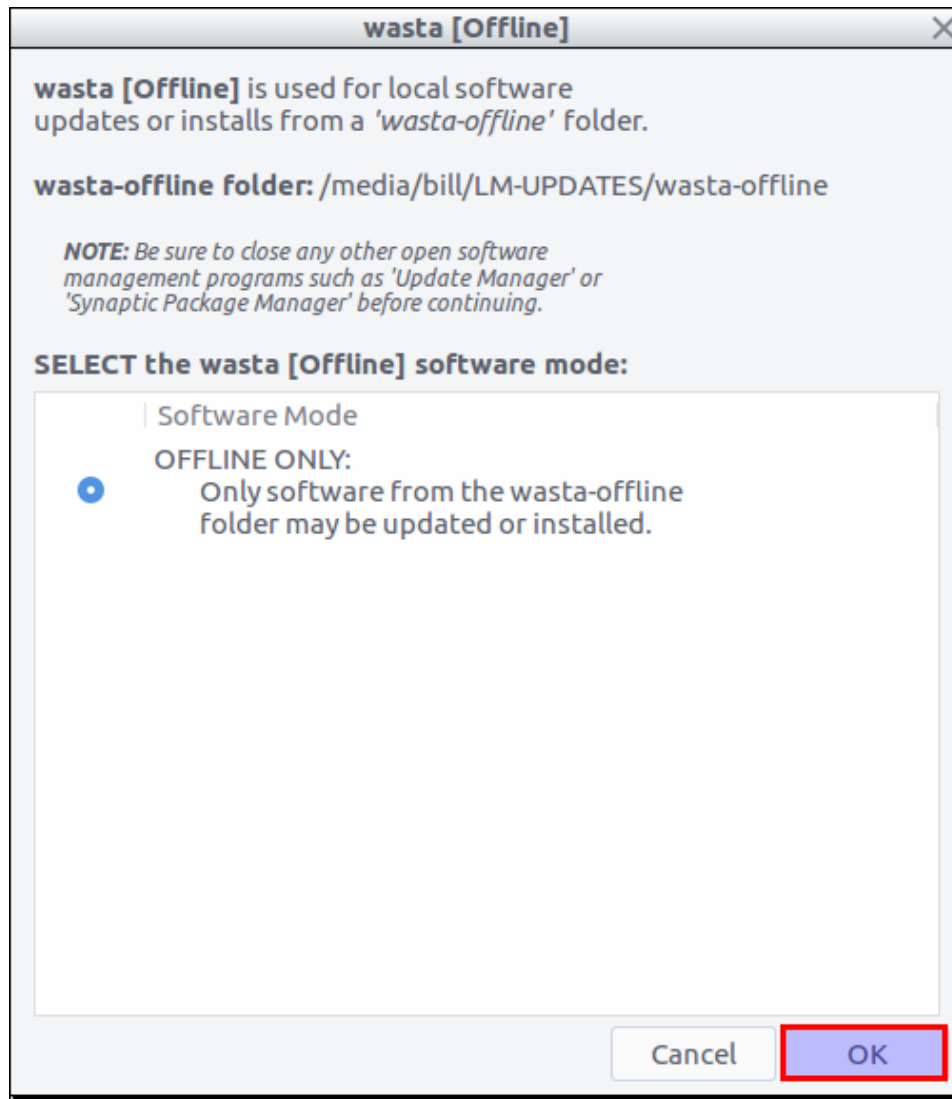 wasta [Offline]
wasta [Offline] is used for local software
updates or installs from a 'wasta-offline' folder.
wasta-offline folder: /media/bill/LM-UPDATES/wasta-offline
NOTE: Be sure to close any other open software
management programs such as 'Update Manager' or
'Synaptic Package Manager' before continuing.
SELECT the wasta [Offline] software mode:
Software Mode
OFFLINE ONLY:
Only software from the wasta-offline
folder may be updated or installed.
Cancel OK